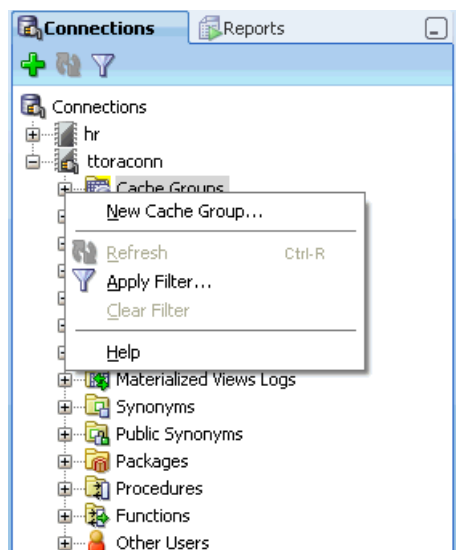 Connections Reports
Connections
hr
ttoraconn
Cache Groups
New Cache Group...
Refresh Ctrl-R
Apply Filter...
Clear Filter
Help
Materialized Views Logs
Synonyms
Public Synonyms
Packages
Procedures
Functions
Other Users